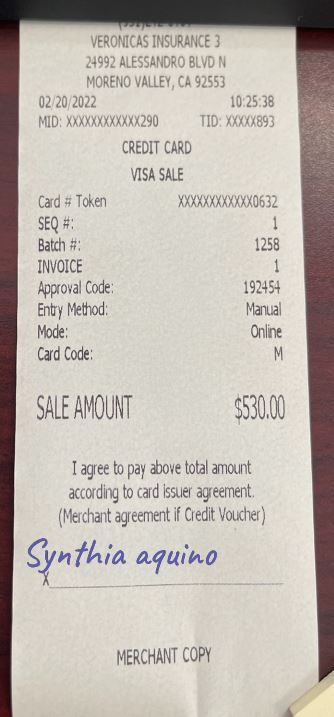 VERONICAS INSURANCE 3
24992 ALESSANDRO BLVD N
MORENO VALLEY, CA 92553
02/20/2022 10:25:38
MID: XXXXXXXXXXXX290 TID: XXXXX893
CREDIT CARD
VISA SALE
Card # Token XXXXXXXXXXXX0632
SEQ #: 1
Batch #: 1258
INVOICE 1
Approval Code: 192454
Entry Method: Manual
Mode: Online
Card Code: M
SALE AMOUNT $530.00
I agree to pay above total amount
according to card issuer agreement.
(Merchant agreement if Credit Voucher)
Synthia aquino
X
MERCHANT COPY